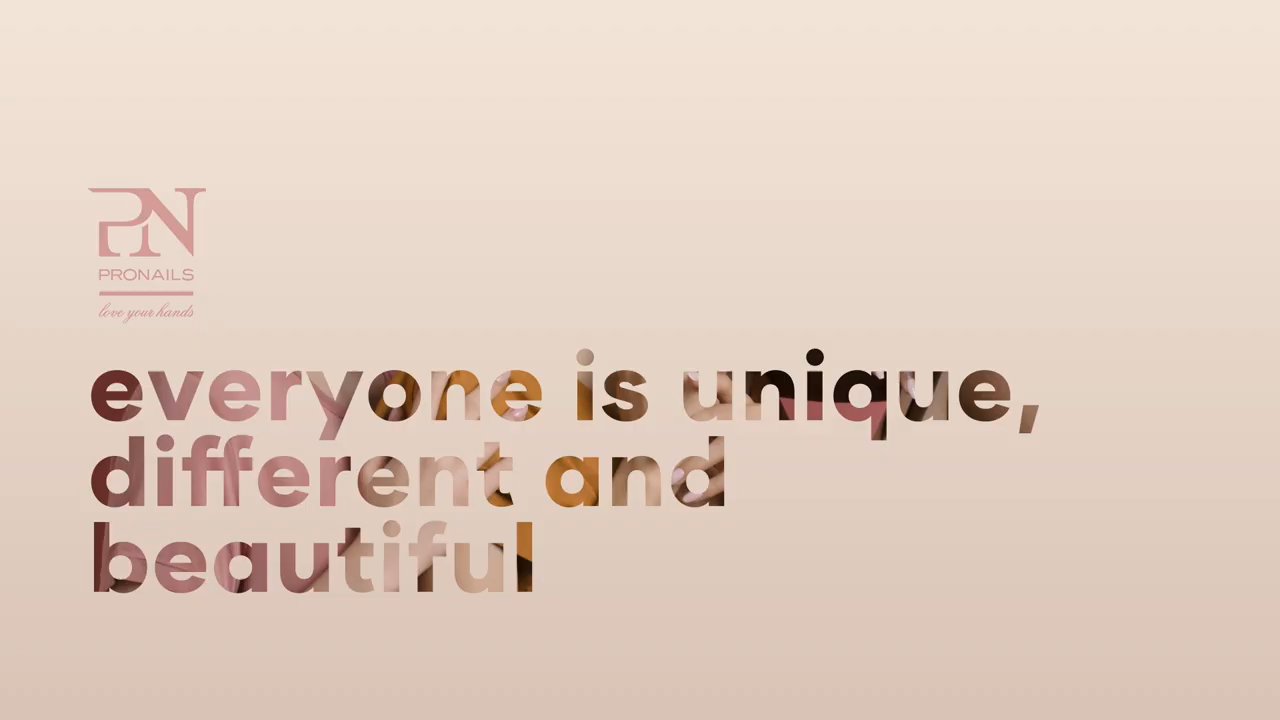 PN
PRONAILS
love your hands
everyone is unique,
different and
beautiful